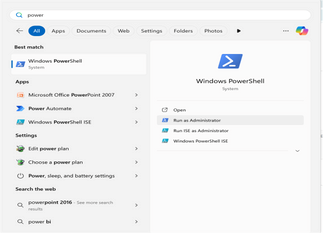 power
All Apps Documents Web Settings Folders Photos
Best match
Windows PowerShell
System
Apps
Microsoft Office PowerPoint 2007
Power Automate
Windows PowerShell ISE
Settings
Edit power plan
Choose a power plan
Power, sleep, and battery settings
Search the web
powerpoint 2016 - See more search
results
power bi
Windows PowerShell
System
Open
Run as Administrator
Run ISE as Administrator
Windows PowerShell ISE